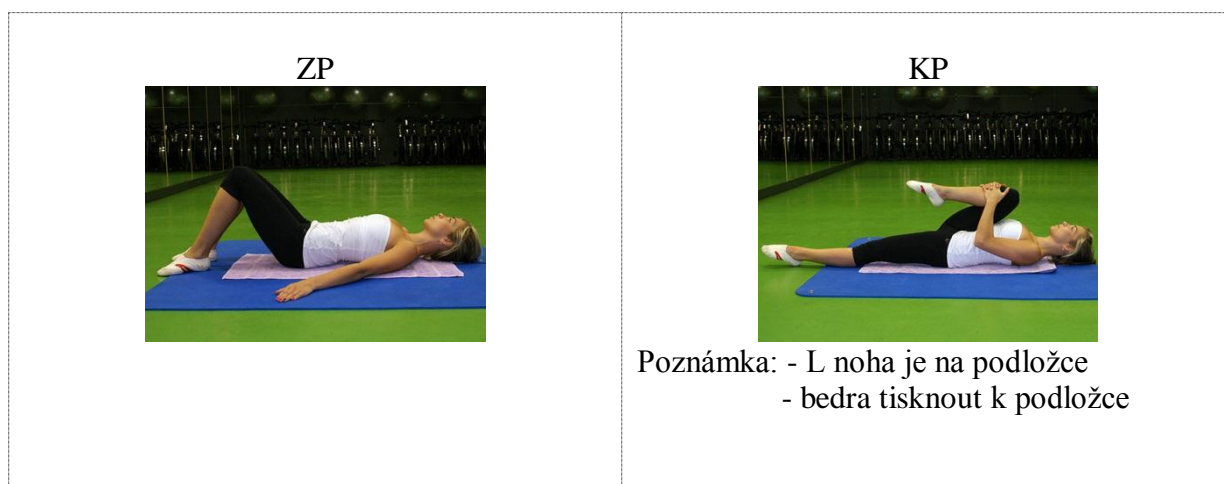 ZP
KP
Poznámka: - L noha je na podložce
- bedra tisknout k podložce